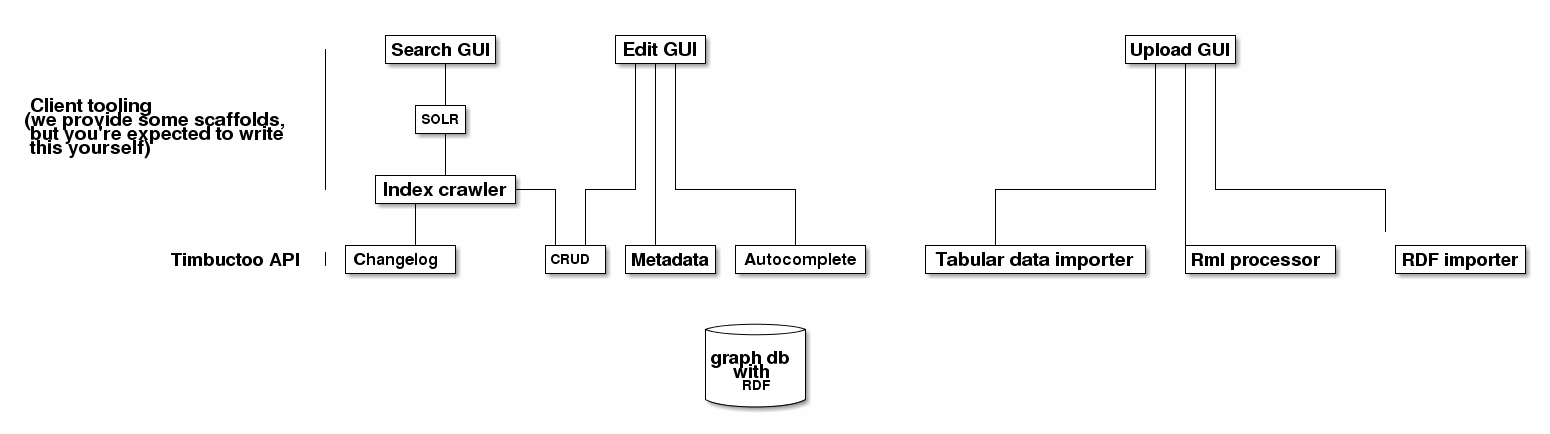 Search GUI
Edit GUI
Upload GUI
Client tooling
(we provide some scaffolds,
but you're expected to write
this yourself)
SOLR
Index crawler
Timbuctoo API
Changelog
CRUD
Metadata
Autocomplete
Tabular data importer
Rml processor
RDF importer
graph db
with
RDF